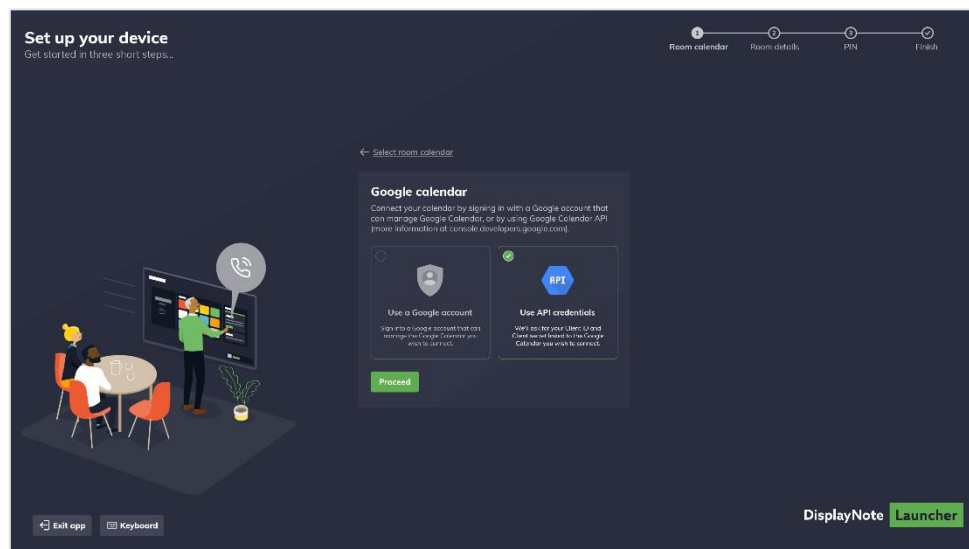 Set up your device
Get started in three short steps...
1
2
3
Room calendar
Room details
PIN
Finish
← Select room calendar
Google calendar
Connect your calendar by signing in with a Google account that
can manage Google Calendar, or by using Google Calendar API
(more information at console.developers.google.com).
API
Use a Google account
Sign into a Google account that can
manage the Google Calendar you
wish to connect.
Use API credentials
We'll ask for your Client ID and
Client secret linked to the Google
Calendar you wish to connect.
Proceed
Exit app
Keyboard
DisplayNote Launcher